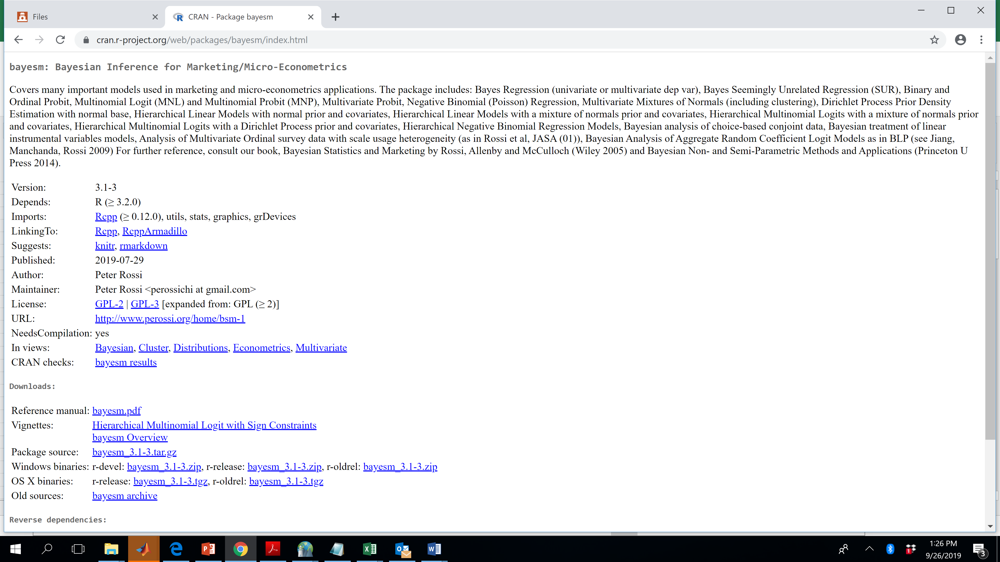 Files
CRAN - Package bayesm
cran.r-project.org/web/packages/bayesm/index.html
bayesm: Bayesian Inference for Marketing/Micro-Econometrics
Covers many important models used in marketing and micro-econometrics applications. The package includes: Bayes Regression (univariate or multivariate dep var), Bayes Seemingly Unrelated Regression (SUR), Binary and
Ordinal Probit, Multinomial Logit (MNL) and Multinomial Probit (MNP), Multivariate Probit, Negative Binomial (Poisson) Regression, Multivariate Mixtures of Normals (including clustering), Dirichlet Process Prior Density
Estimation with normal base, Hierarchical Linear Models with normal prior and covariates, Hierarchical Linear Models with a mixture of normals prior and covariates, Hierarchical Multinomial Logits with a mixture of normals prior
and covariates, Hierarchical Multinomial Logits with a Dirichlet Process prior and covariates, Hierarchical Negative Binomial Regression Models, Bayesian analysis of choice-based conjoint data, Bayesian treatment of linear
instrumental variables models, Analysis of Multivariate Ordinal survey data with scale usage heterogeneity (as in Rossi et al, JASA (01)), Bayesian Analysis of Aggregate Random Coefficient Logit Models as in BLP (see Jiang,
Manchanda, Rossi 2009) For further reference, consult our book, Bayesian Statistics and Marketing by Rossi, Allenby and McCulloch (Wiley 2005) and Bayesian Non- and Semi-Parametric Methods and Applications (Princeton U
Press 2014).
Version: 3.1-3
Depends: R (≥ 3.2.0)
Imports: Rcpp (≥ 0.12.0), utils, stats, graphics, grDevices
LinkingTo: Rcpp, RcppArmadillo
Suggests: knitr, rmarkdown
Published: 2019-07-29
Author: Peter Rossi
Maintainer: Peter Rossi <perossichi at gmail.com>
License: GPL-2 | GPL-3 [expanded from: GPL (≥ 2)]
URL: http://www.perossi.org/home/bsm-1
NeedsCompilation: yes
In views: Bayesian, Cluster, Distributions, Econometrics, Multivariate
CRAN checks: bayesm results
Downloads:
Reference manual: bayesm.pdf
Vignettes: Hierarchical Multinomial Logit with Sign Constraints
bayesm Overview
Package source: bayesm_3.1-3.tar.gz
Windows binaries: r-devel: bayesm_3.1-3.zip, r-release: bayesm_3.1-3.zip, r-oldrel: bayesm_3.1-3.zip
OS X binaries: r-release: bayesm_3.1-3.tgz, r-oldrel: bayesm_3.1-3.tgz
Old sources: bayesm archive
Reverse dependencies:
1:26 PM
9/26/2019
3